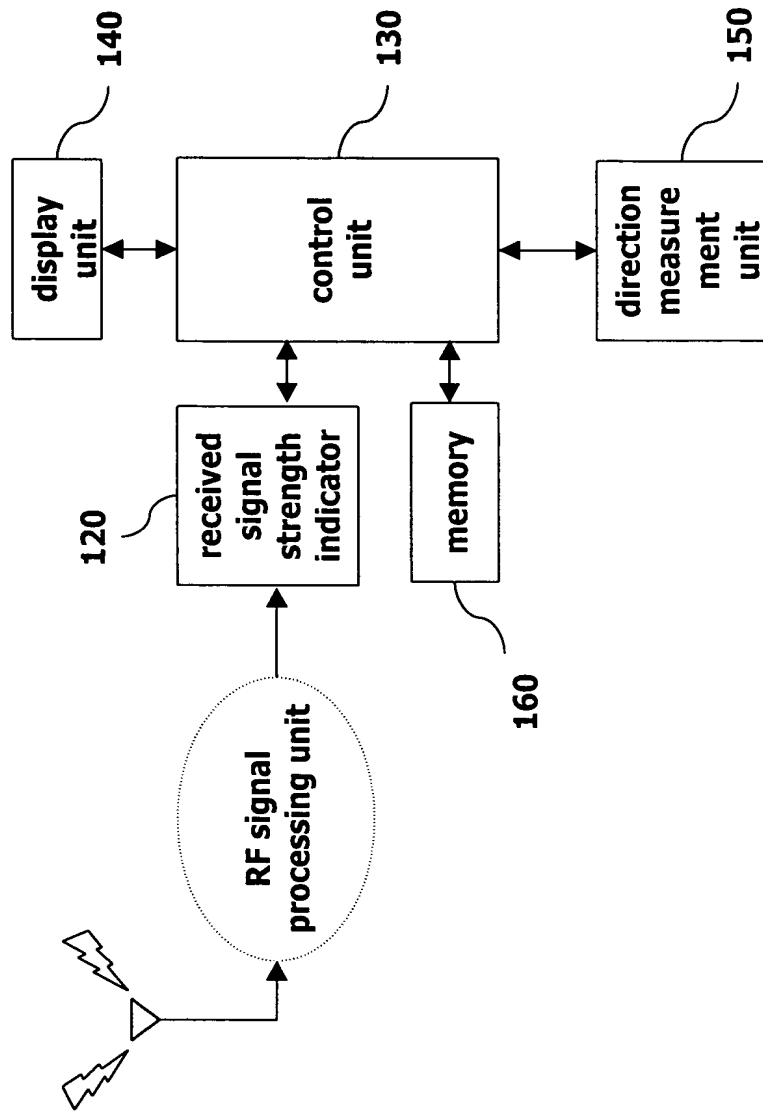 display
unit
140
control
unit
130
direction
measure
ment
unit
150
120
received
signal
strength
indicator
memory
160
RF signal
processing unit